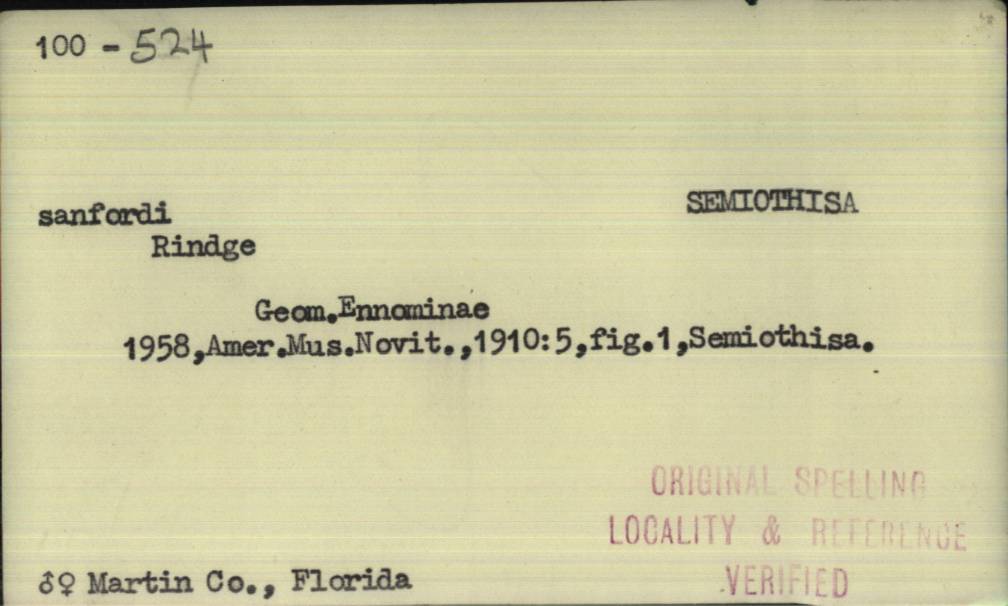 100 - 524
SEMIOTHISA
sanfordi
Rindge
Geom.Ennominae
1958,Amer.Mus.Novit.,1910:5,fig.1,Semiothisa.
ORIGINAL SPELLING
LOCALITY & REFERENCE
VERIFIED
♂♀ Martin Co., Florida